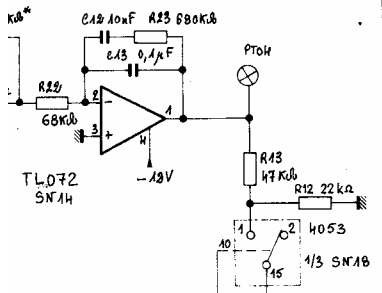 C12 10nF R23 680KΩ
C13 0,1µF
PTOH
R22
68KΩ
2
-
3
+
1
4
-12V
TL072
SN14
R13
47KΩ
R12 22kΩ
1
2
4053
10
15
1/3 SN18